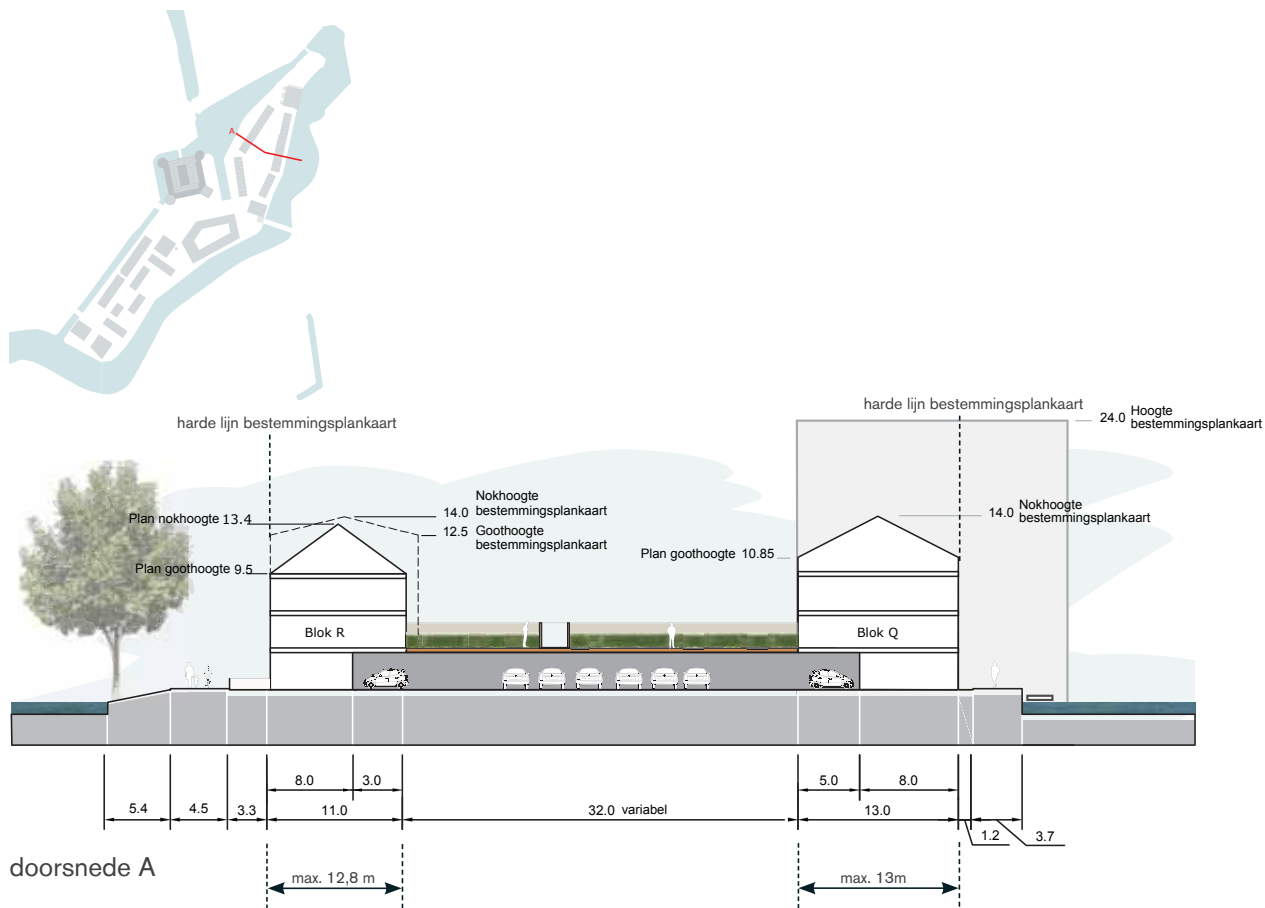 A
harde lijn bestemmingsplankaart
harde lijn bestemmingsplankaart
24.0 Hoogte
bestemmingsplankaart
Plan nokhoogte 13.4
14.0 Nokhoogte
bestemmingsplankaart
12.5 Goothoogte
bestemmingsplankaart
14.0 Nokhoogte
bestemmingsplankaart
Plan goothoogte 10.85
Plan goothoogte 9.5
Blok R
Blok Q
8.0
3.0
5.0
8.0
5.4
4.5
3.3
11.0
32.0 variabel
13.0
1.2
3.7
doorsnede A
max. 12,8 m
max. 13m